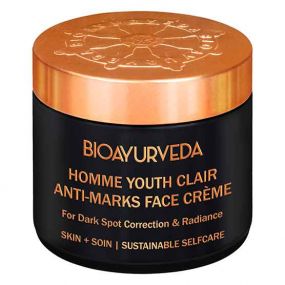 BIOAYURVEDA
HOMME YOUTH CLAIR
ANTI-MARKS FACE CRÈME
For Dark Spot Correction & Radiance
SKIN + SOIN | SUSTAINABLE SELFCARE